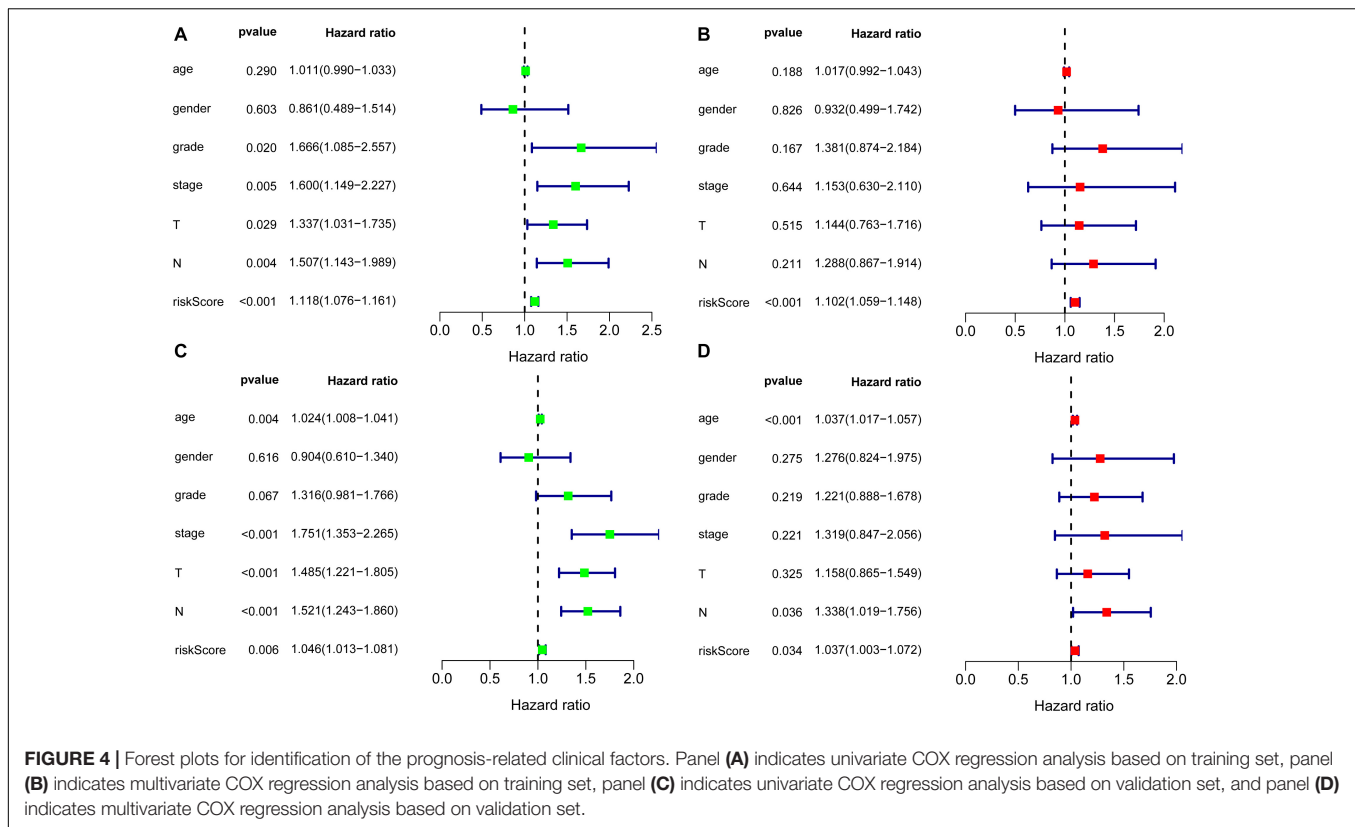 A
pvalue Hazard ratio
age 0.290 1.011(0.990−1.033)
gender 0.603 0.861(0.489−1.514)
grade 0.020 1.666(1.085−2.557)
stage 0.005 1.600(1.149−2.227)
T 0.029 1.337(1.031−1.735)
N 0.004 1.507(1.143−1.989)
riskScore <0.001 1.118(1.076−1.161)
0.0 0.5 1.0 1.5 2.0 2.5
Hazard ratio
B
pvalue Hazard ratio
age 0.188 1.017(0.992−1.043)
gender 0.826 0.932(0.499−1.742)
grade 0.167 1.381(0.874−2.184)
stage 0.644 1.153(0.630−2.110)
T 0.515 1.144(0.763−1.716)
N 0.211 1.288(0.867−1.914)
riskScore <0.001 1.102(1.059−1.148)
0.0 0.5 1.0 1.5 2.0
Hazard ratio
C
pvalue Hazard ratio
age 0.004 1.024(1.008−1.041)
gender 0.616 0.904(0.610−1.340)
grade 0.067 1.316(0.981−1.766)
stage <0.001 1.751(1.353−2.265)
T <0.001 1.485(1.221−1.805)
N <0.001 1.521(1.243−1.860)
riskScore 0.006 1.046(1.013−1.081)
0.0 0.5 1.0 1.5 2.0
Hazard ratio
D
pvalue Hazard ratio
age <0.001 1.037(1.017−1.057)
gender 0.275 1.276(0.824−1.975)
grade 0.219 1.221(0.888−1.678)
stage 0.221 1.319(0.847−2.056)
T 0.325 1.158(0.865−1.549)
N 0.036 1.338(1.019−1.756)
riskScore 0.034 1.037(1.003−1.072)
0.0 0.5 1.0 1.5 2.0
Hazard ratio
FIGURE 4 | Forest plots for identification of the prognosis-related clinical factors. Panel (A) indicates univariate COX regression analysis based on training set, panel
(B) indicates multivariate COX regression analysis based on training set, panel (C) indicates univariate COX regression analysis based on validation set, and panel (D)
indicates multivariate COX regression analysis based on validation set.